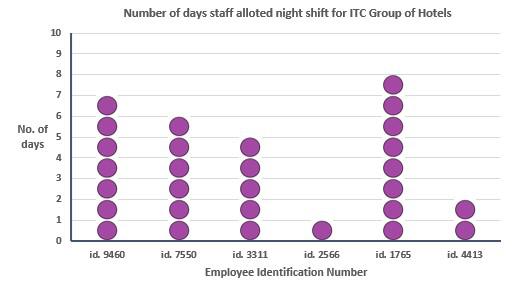 Number of days staff alloted night shift for ITC Group of Hotels
10
9
8
7
6
5
4
3
2
1
0
No. of
days
id. 9460 id. 7550 id. 3311 id. 2566 id. 1765 id. 4413
Employee Identification Number